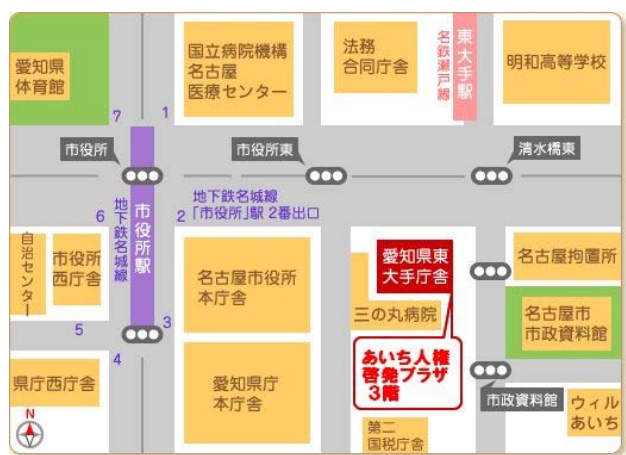 愛知県
体育館
国立病院機構
名古屋
医療センター
法務
合同庁舎
東大手駅
名鉄瀬戸線
明和高等学校
7
1
市役所
市役所東
清水橋東
地下鉄名城線
2「市役所」駅 2番出口
6
地下鉄名城線
市役所駅
自治センター
市役所
西庁舎
名古屋市役所
本庁舎
愛知県東
大手庁舎
三の丸病院
名古屋拘置所
名古屋市
市政資料館
5
3
4
あいち人権
啓発プラザ
3階
県庁西庁舎
愛知県庁
本庁舎
市政資料館
ウィル
あいち
第二
国税庁舎
N